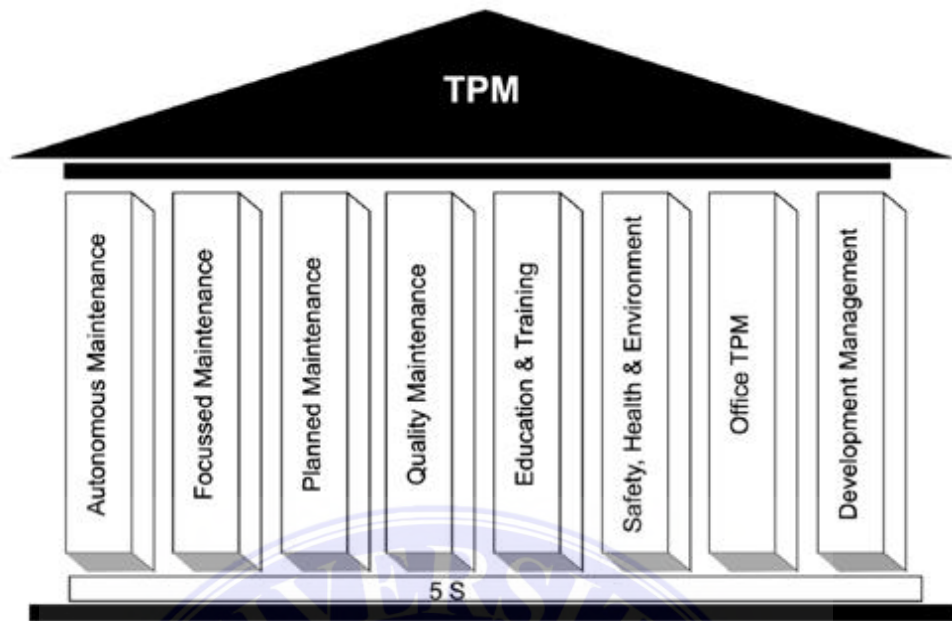 TPM
Autonomous Maintenance
Focussed Maintenance
Planned Maintenance
Quality Maintenance
Education & Training
Safety, Health & Environment
Office TPM
Development Management
5 S